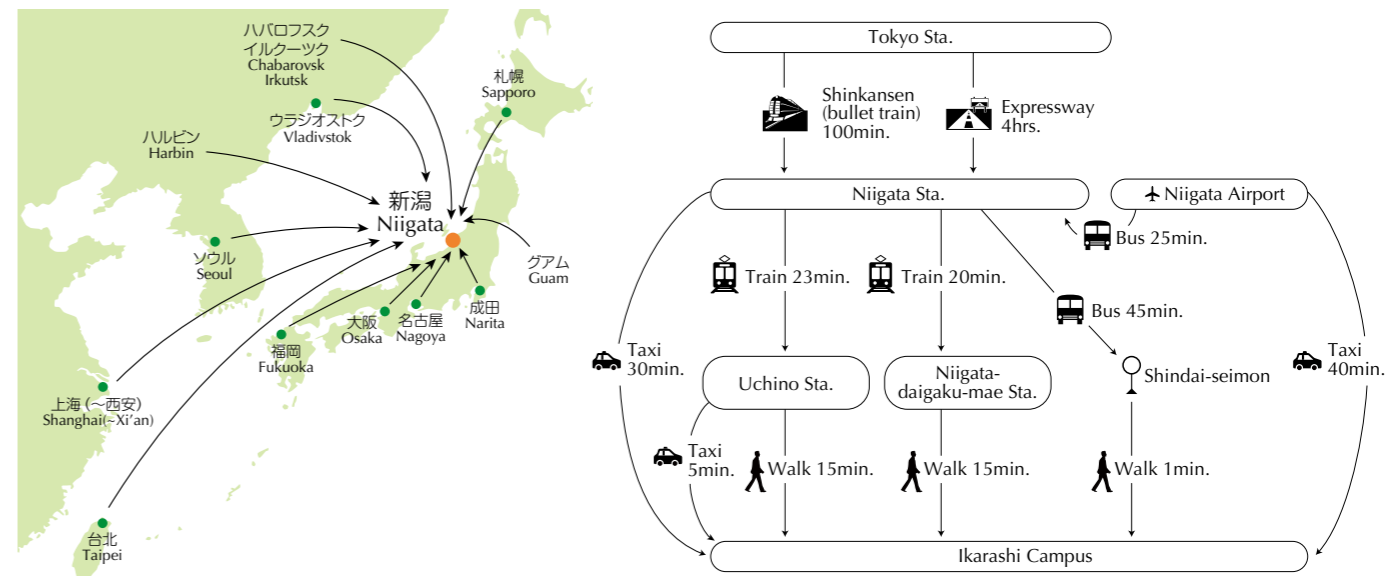 ハバロフスク
イルクーツク
Chabarovsk
Irkutsk
札幌
Sapporo
ウラジオストク
Vladivstok
ハルビン
Harbin
新潟
Niigata
ソウル
Seoul
グアム
Guam
成田
Narita
名古屋
Nagoya
大阪
Osaka
福岡
Fukuoka
上海(〜西安)
Shanghai(~Xi'an)
台北
Taipei
Tokyo Sta.
Shinkansen
(bullet train)
100min.
Expressway
4hrs.
Niigata Sta.
Niigata Airport
Bus 25min.
Train 23min.
Train 20min.
Bus 45min.
Taxi
30min.
Taxi
40min.
Uchino Sta.
Niigata-
daigaku-mae Sta.
Shindai-seimon
Taxi
5min.
Walk 15min.
Walk 15min.
Walk 1min.
Ikarashi Campus